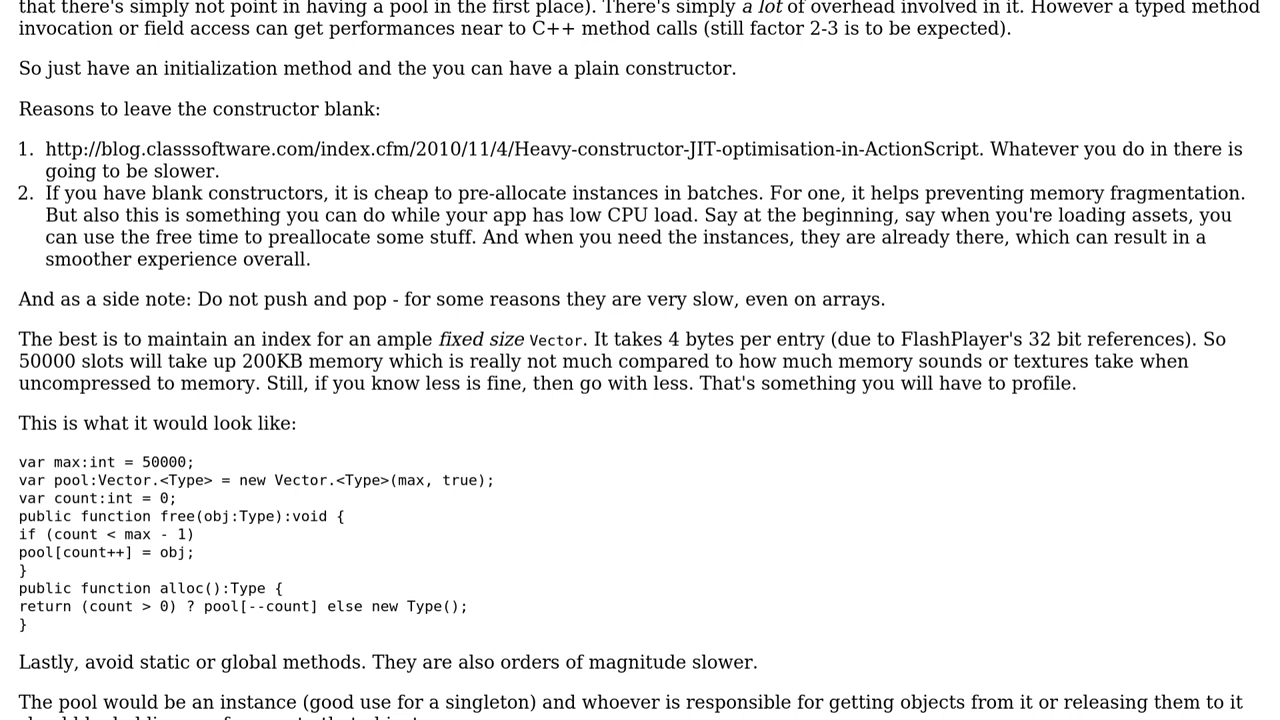 that there's simply not point in having a pool in the first place). There's simply a lot of overhead involved in it. However a typed method
invocation or field access can get performances near to C++ method calls (still factor 2-3 is to be expected).
So just have an initialization method and the you can have a plain constructor.
Reasons to leave the constructor blank:
1. http://blog.classsoftware.com/index.cfm/2010/11/4/Heavy-constructor-JIT-optimisation-in-ActionScript. Whatever you do in there is
going to be slower.
2. If you have blank constructors, it is cheap to pre-allocate instances in batches. For one, it helps preventing memory fragmentation.
But also this is something you can do while your app has low CPU load. Say at the beginning, say when you're loading assets, you
can use the free time to preallocate some stuff. And when you need the instances, they are already there, which can result in a
smoother experience overall.
And as a side note: Do not push and pop - for some reasons they are very slow, even on arrays.
The best is to maintain an index for an ample fixed size Vector. It takes 4 bytes per entry (due to FlashPlayer's 32 bit references). So
50000 slots will take up 200KB memory which is really not much compared to how much memory sounds or textures take when
uncompressed to memory. Still, if you know less is fine, then go with less. That's something you will have to profile.
This is what it would look like:
var max:int = 50000;
var pool:Vector.<Type> = new Vector.<Type>(max, true);
var count:int = 0;
public function free(obj:Type):void {
if (count < max - 1)
pool[count++] = obj;
}
public function alloc():Type {
return (count > 0) ? pool[--count] else new Type();
}
Lastly, avoid static or global methods. They are also orders of magnitude slower.
The pool would be an instance (good use for a singleton) and whoever is responsible for getting objects from it or releasing them to it